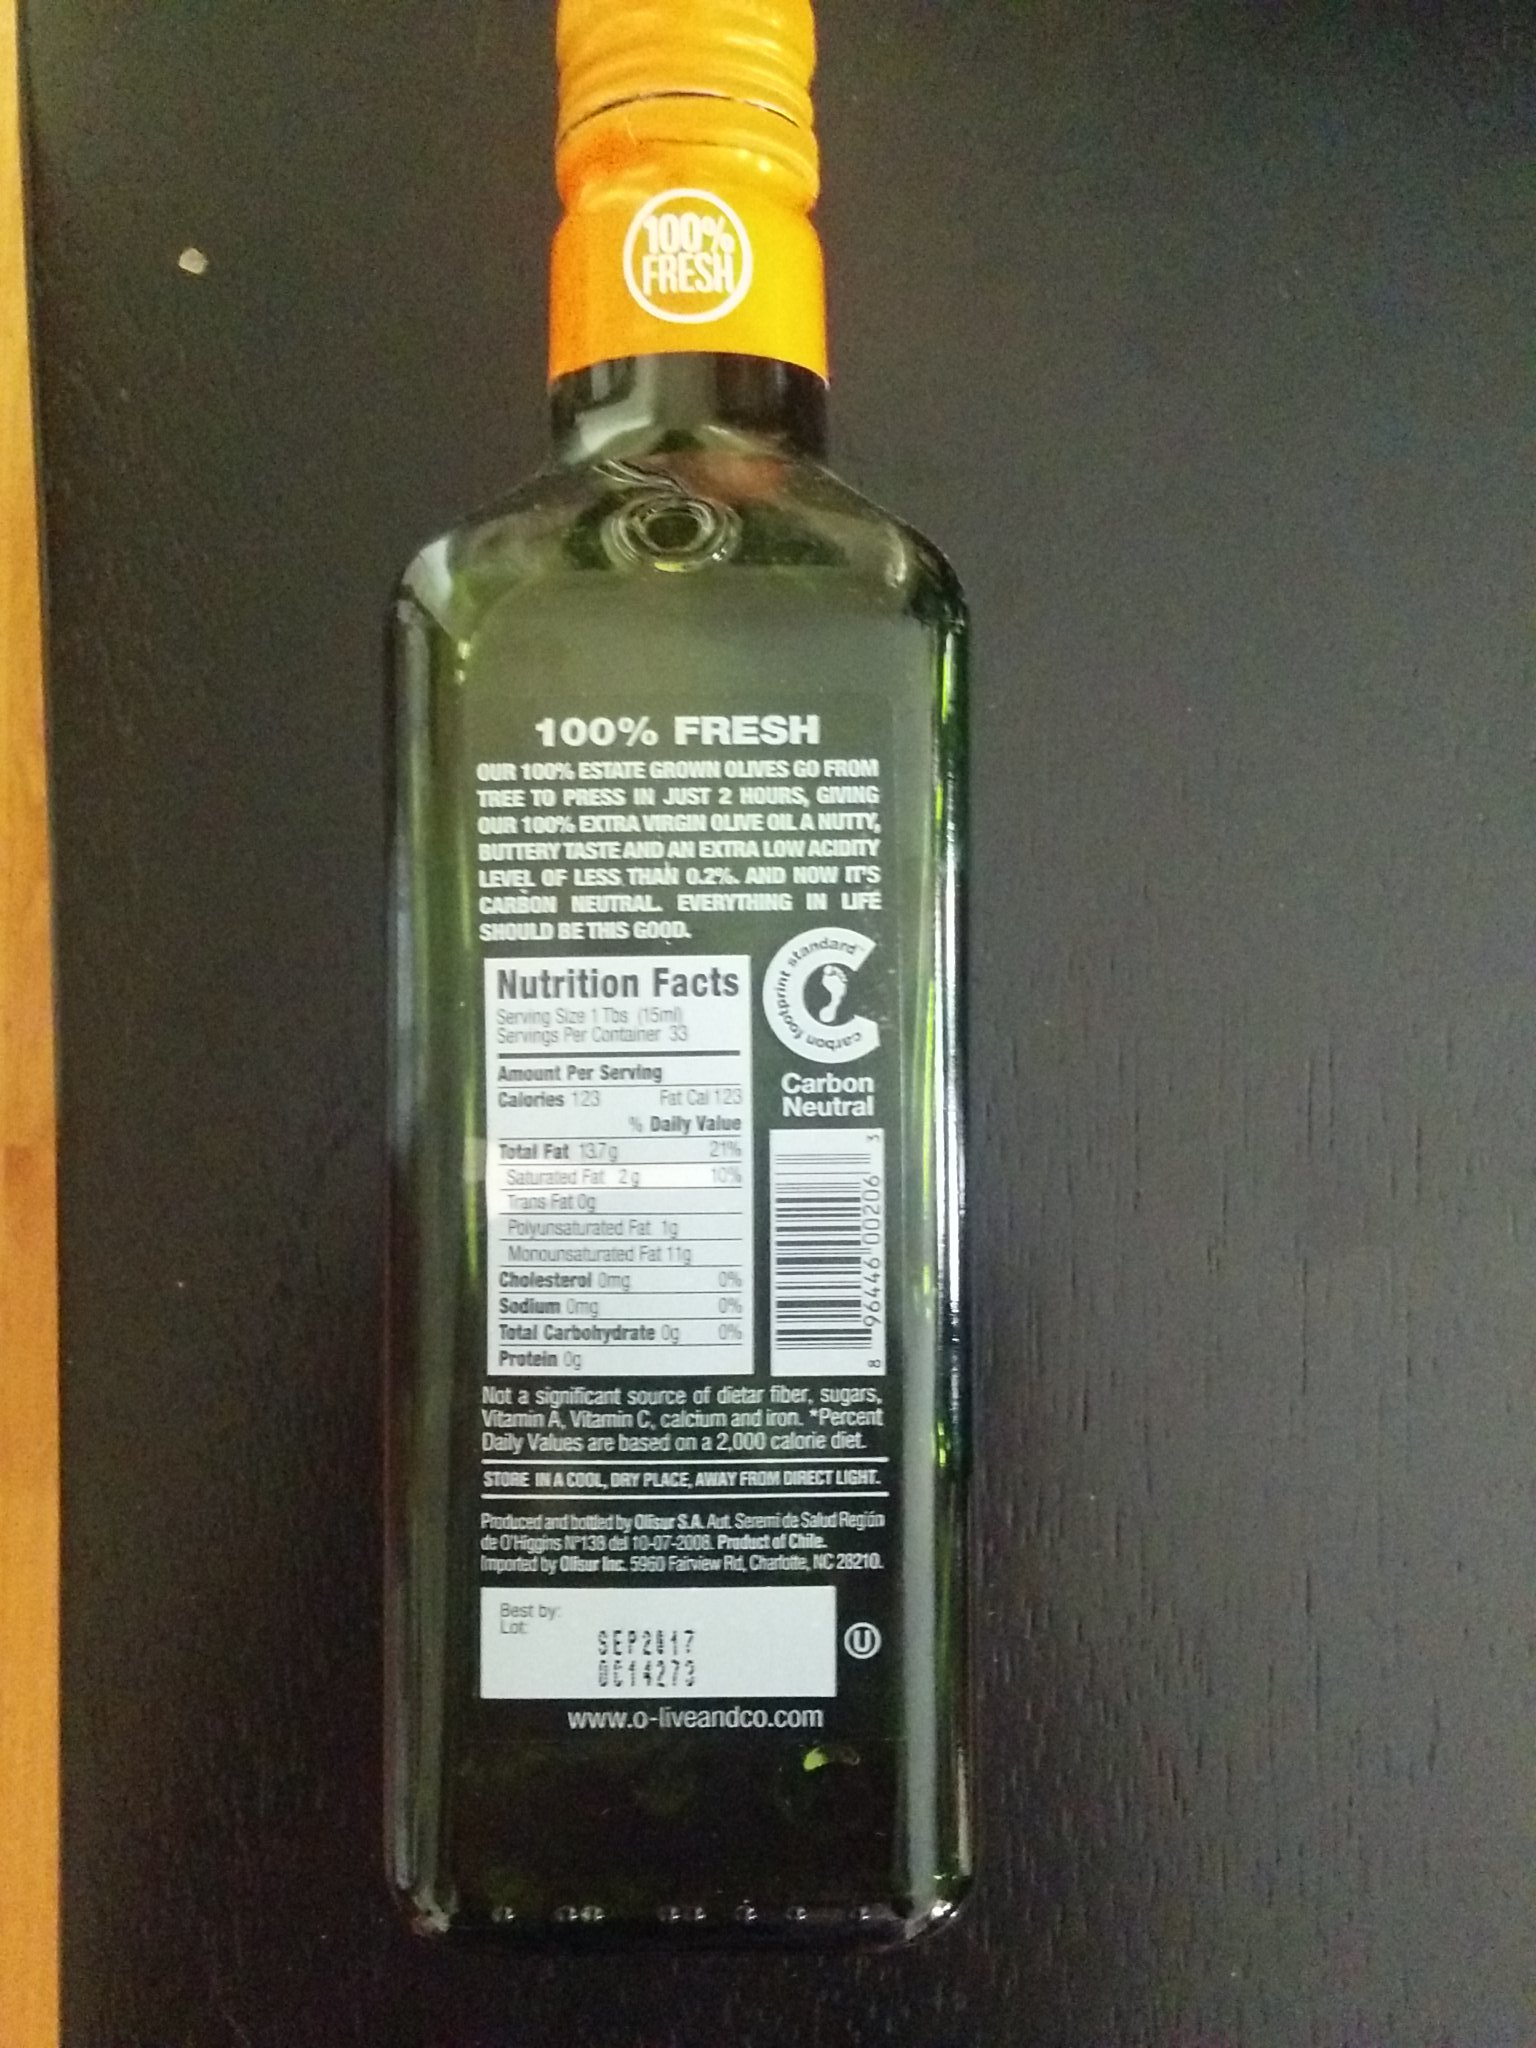 100%
FRESH
100% FRESH
OUR 100% ESTATE GROWN OLIVES GO FROM
TREE TO PRESS IN JUST 2 HOURS, GIVING
OUR 100% EXTRA VIRGIN OLIVE OIL A NUTTY,
BUTTERY TASTE AND AN EXTRA LOW ACIDITY
LEVEL OF LESS THAN 0.2%. AND NOW IT'S
CARBON NEUTRAL. EVERYTHING IN LIFE
SHOULD BE THIS GOOD.
carbon footprint standard™
Carbon
Neutral
Nutrition Facts
Serving Size 1 Tbs (15ml)
Servings Per Container 33
Amount Per Serving
Calories 123 Fat Cal 123
% Daily Value
Total Fat 13.7g 21%
Saturated Fat 2g 10%
Trans Fat 0g
Polyunsaturated Fat 1g
Monounsaturated Fat 11g
Cholesterol 0mg 0%
Sodium 0mg 0%
Total Carbohydrate 0g 0%
Protein 0g
8 96446 00206 3
Not a significant source of dietar fiber, sugars,
Vitamin A, Vitamin C, calcium and iron. *Percent
Daily Values are based on a 2,000 calorie diet.
STORE IN A COOL, DRY PLACE, AWAY FROM DIRECT LIGHT.
Produced and bottled by Olisur S.A. Aut. Seremi de Salud Región
de O'Higgins Nº138 del 10-07-2008. Product of Chile.
Imported by Olisur Inc. 5960 Fairview Rd, Charlotte, NC 28210.
Best by:
Lot:
SEP2017
OC14273
U
www.o-liveandco.com